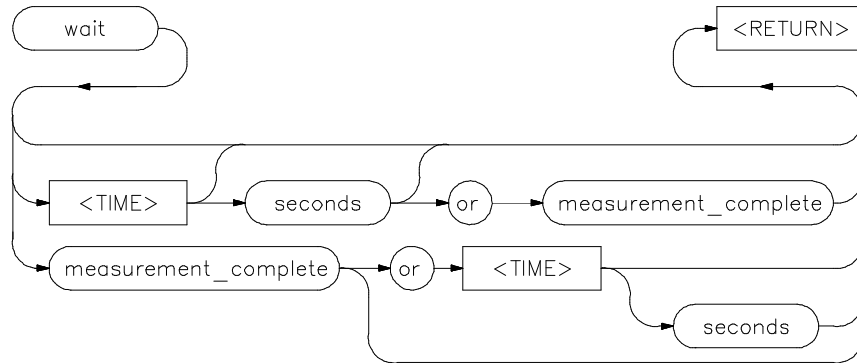 wait
<RETURN>
<TIME>
seconds
or
measurement_complete
measurement_complete
or
<TIME>
seconds